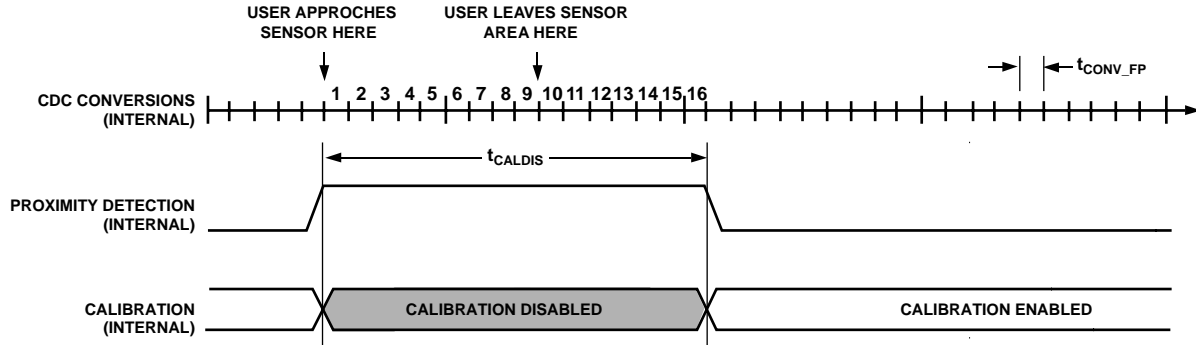 USER APPROCHES
SENSOR HERE
USER LEAVES SENSOR
AREA HERE
tCONV_FP
CDC CONVERSIONS
(INTERNAL)
1 2 3 4 5 6 7 8 9 10 11 12 13 14 15 16
tCALDIS
PROXIMITY DETECTION
(INTERNAL)
CALIBRATION
(INTERNAL)
CALIBRATION DISABLED
CALIBRATION ENABLED